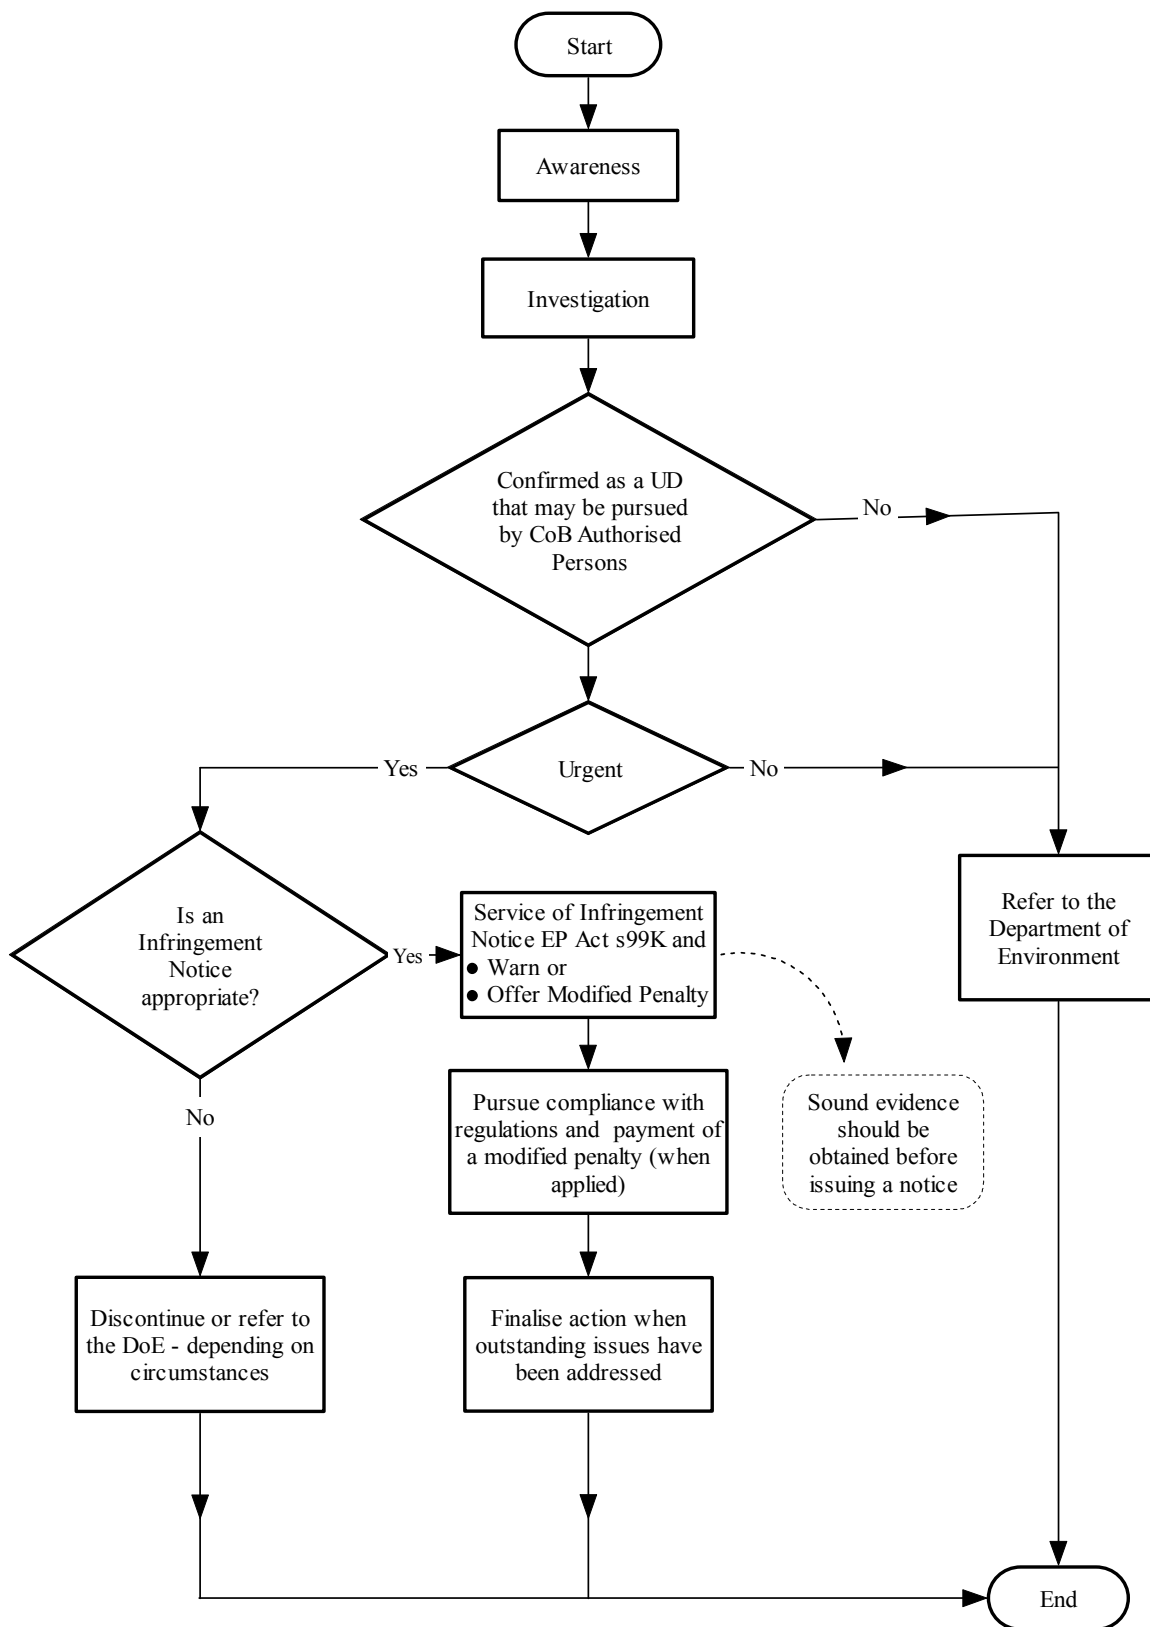 Start
Awareness
Investigation
Confirmed as a UD
that may be pursued
by CoB Authorised
Persons
No
Yes
Urgent
No
Is an
Infringement
Notice
appropriate?
Yes
Service of Infringement
Notice EP Act s99K and
● Warn or
● Offer Modified Penalty
Refer to the
Department of
Environment
No
Pursue compliance with
regulations and payment of
a modified penalty (when
applied)
Sound evidence
should be
obtained before
issuing a notice
Discontinue or refer to
the DoE - depending on
circumstances
Finalise action when
outstanding issues have
been addressed
End